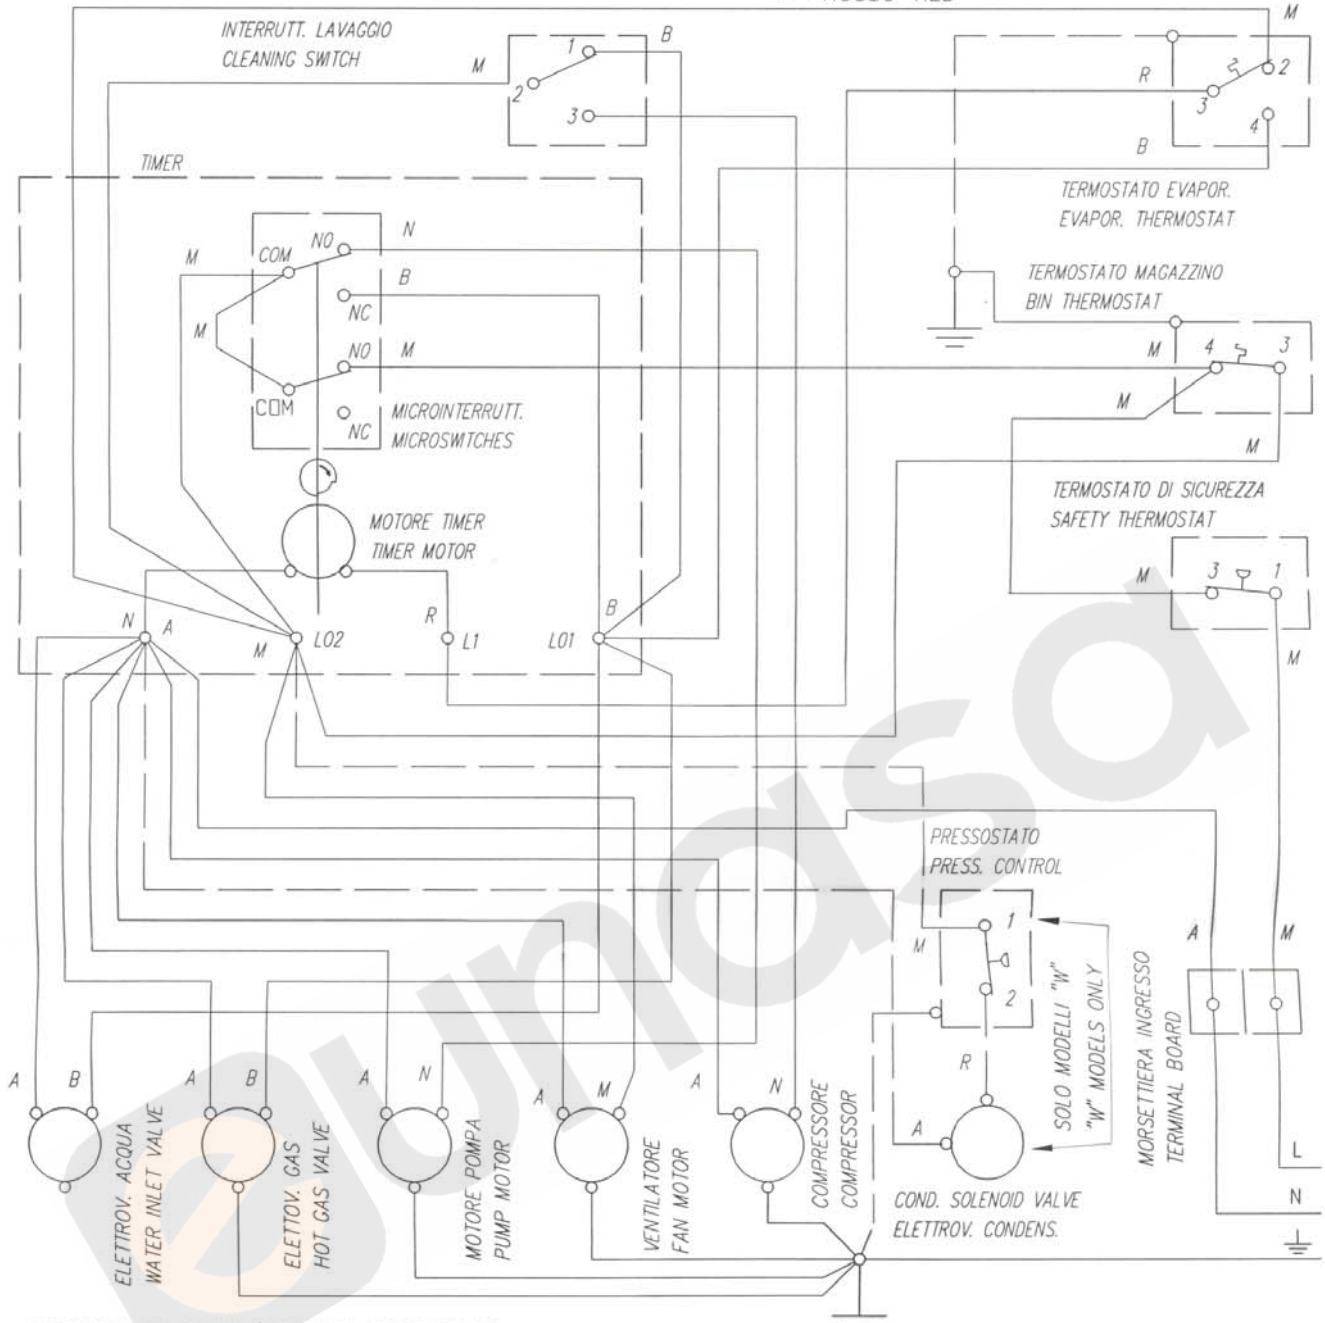 M
INTERRUTT. LAVAGGIO
CLEANING SWITCH
1
B
M
2
3
R
2
3
4
B
TERMOSTATO EVAPOR.
EVAPOR. THERMOSTAT
TIMER
NO
N
COM
M
B
NC
M
NO
M
COM
NC
MICROINTERRUTT.
MICROSWITCHES
TERMOSTATO MAGAZZINO
BIN THERMOSTAT
M
4
3
M
M
MOTORE TIMER
TIMER MOTOR
TERMOSTATO DI SICUREZZA
SAFETY THERMOSTAT
M
3
1
M
N
A
M
L02
R
L1
L01
B
PRESSOSTATO
PRESS. CONTROL
1
M
2
R
A
SOLO MODELLI "W"
"W" MODELS ONLY
MORSETTIERA INGRESSO
TERMINAL BOARD
A
M
L
N
A
B
A
B
A
N
A
M
A
N
ELETTROV. ACQUA
WATER INLET VALVE
ELETTOV. GAS
HOT GAS VALVE
MOTORE POMPA
PUMP MOTOR
VENTILATORE
FAN MOTOR
COMPRESSORE
COMPRESSOR
COND. SOLENOID VALVE
ELETTROV. CONDENS.
eunasa